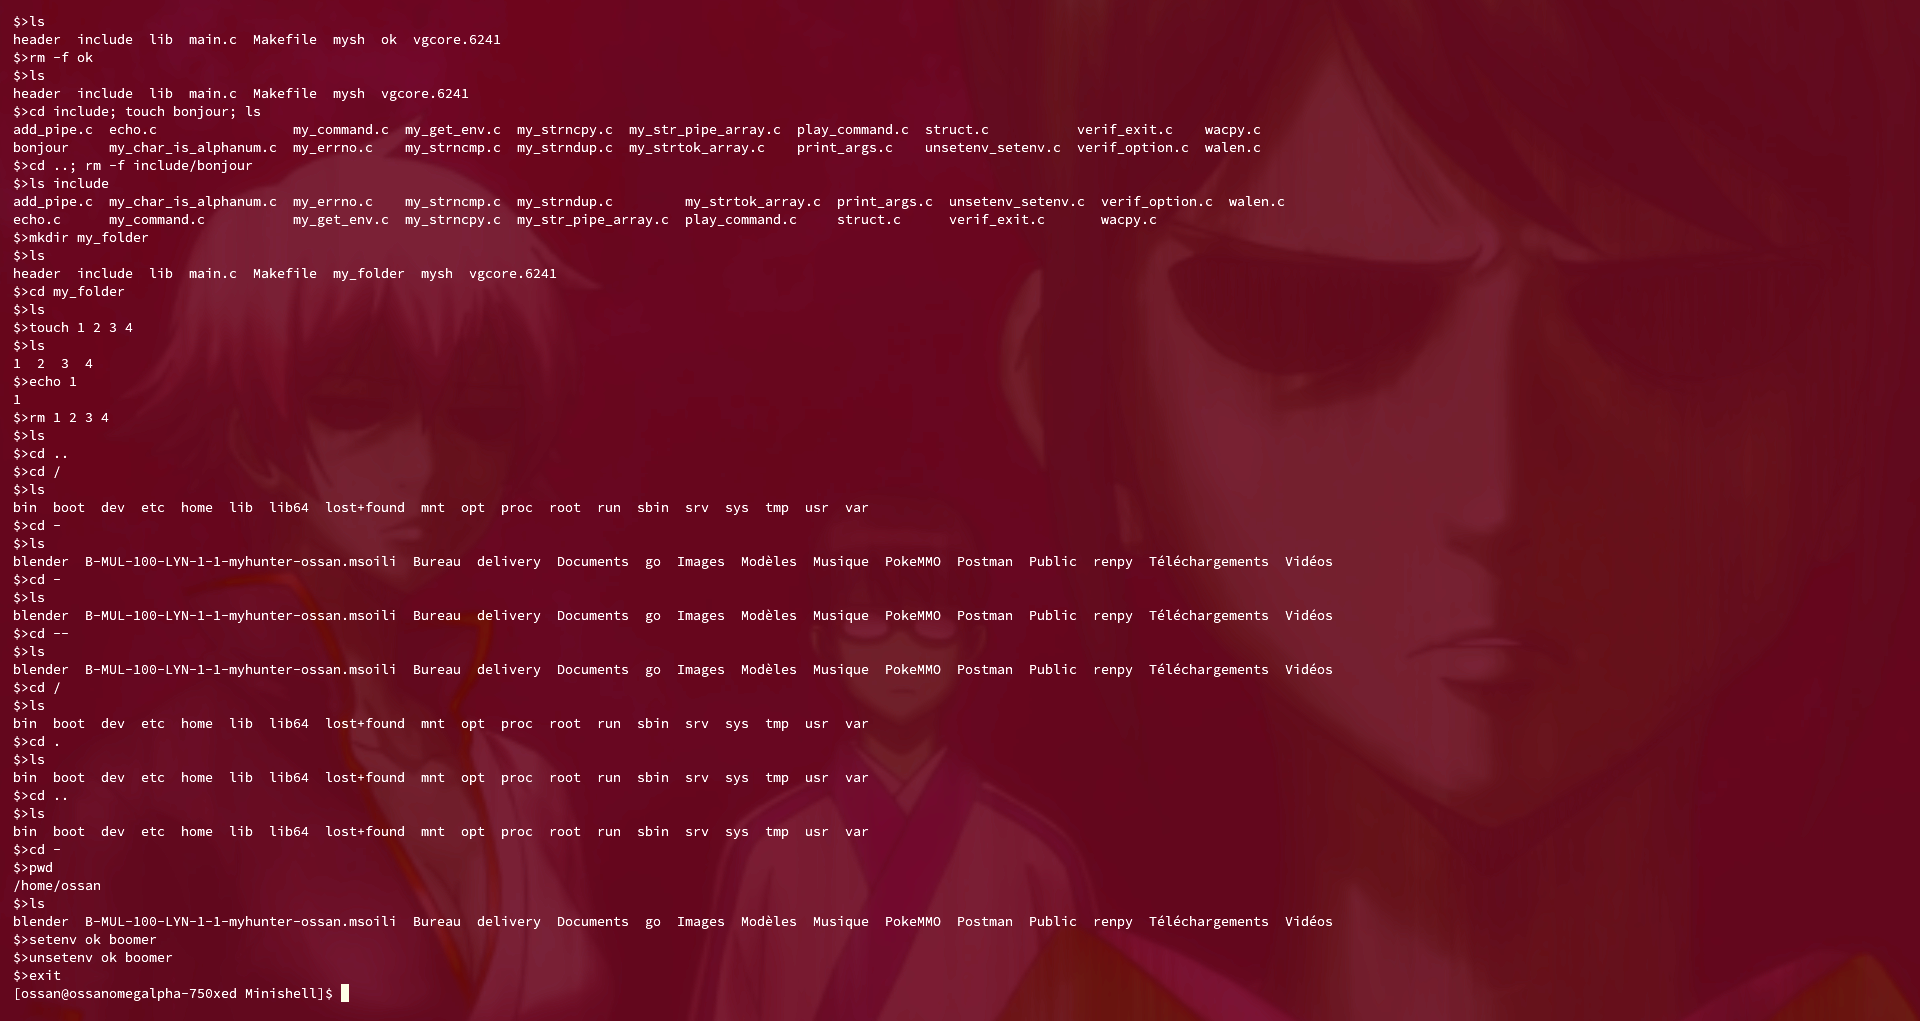 $>ls
header  include  lib  main.c  Makefile  mysh  ok  vgcore.6241
$>rm -f ok
$>ls
header  include  lib  main.c  Makefile  mysh  vgcore.6241
$>cd include; touch bonjour; ls
add_pipe.c  echo.c                 my_command.c  my_get_env.c  my_strncpy.c  my_str_pipe_array.c  play_command.c  struct.c           verif_exit.c    wacpy.c
bonjour     my_char_is_alphanum.c  my_errno.c    my_strncmp.c  my_strndup.c  my_strtok_array.c    print_args.c    unsetenv_setenv.c  verif_option.c  walen.c
$>cd ..; rm -f include/bonjour
$>ls include
add_pipe.c  my_char_is_alphanum.c  my_errno.c    my_strncmp.c  my_strndup.c         my_strtok_array.c  print_args.c  unsetenv_setenv.c  verif_option.c  walen.c
echo.c      my_command.c           my_get_env.c  my_strncpy.c  my_str_pipe_array.c  play_command.c     struct.c      verif_exit.c       wacpy.c
$>mkdir my_folder
$>ls
header  include  lib  main.c  Makefile  my_folder  mysh  vgcore.6241
$>cd my_folder
$>ls
$>touch 1 2 3 4
$>ls
1  2  3  4
$>echo 1
1
$>rm 1 2 3 4
$>ls
$>cd ..
$>cd /
$>ls
bin  boot  dev  etc  home  lib  lib64  lost+found  mnt  opt  proc  root  run  sbin  srv  sys  tmp  usr  var
$>cd -
$>ls
blender  B-MUL-100-LYN-1-1-myhunter-ossan.msoili  Bureau  delivery  Documents  go  Images  Modèles  Musique  PokeMMO  Postman  Public  renpy  Téléchargements  Vidéos
$>cd -
$>ls
blender  B-MUL-100-LYN-1-1-myhunter-ossan.msoili  Bureau  delivery  Documents  go  Images  Modèles  Musique  PokeMMO  Postman  Public  renpy  Téléchargements  Vidéos
$>cd --
$>ls
blender  B-MUL-100-LYN-1-1-myhunter-ossan.msoili  Bureau  delivery  Documents  go  Images  Modèles  Musique  PokeMMO  Postman  Public  renpy  Téléchargements  Vidéos
$>cd /
$>ls
bin  boot  dev  etc  home  lib  lib64  lost+found  mnt  opt  proc  root  run  sbin  srv  sys  tmp  usr  var
$>cd .
$>ls
bin  boot  dev  etc  home  lib  lib64  lost+found  mnt  opt  proc  root  run  sbin  srv  sys  tmp  usr  var
$>cd ..
$>ls
bin  boot  dev  etc  home  lib  lib64  lost+found  mnt  opt  proc  root  run  sbin  srv  sys  tmp  usr  var
$>cd -
$>pwd
/home/ossan
$>ls
blender  B-MUL-100-LYN-1-1-myhunter-ossan.msoili  Bureau  delivery  Documents  go  Images  Modèles  Musique  PokeMMO  Postman  Public  renpy  Téléchargements  Vidéos
$>setenv ok boomer
$>unsetenv ok boomer
$>exit
[ossan@ossanomegalpha-750xed Minishell]$